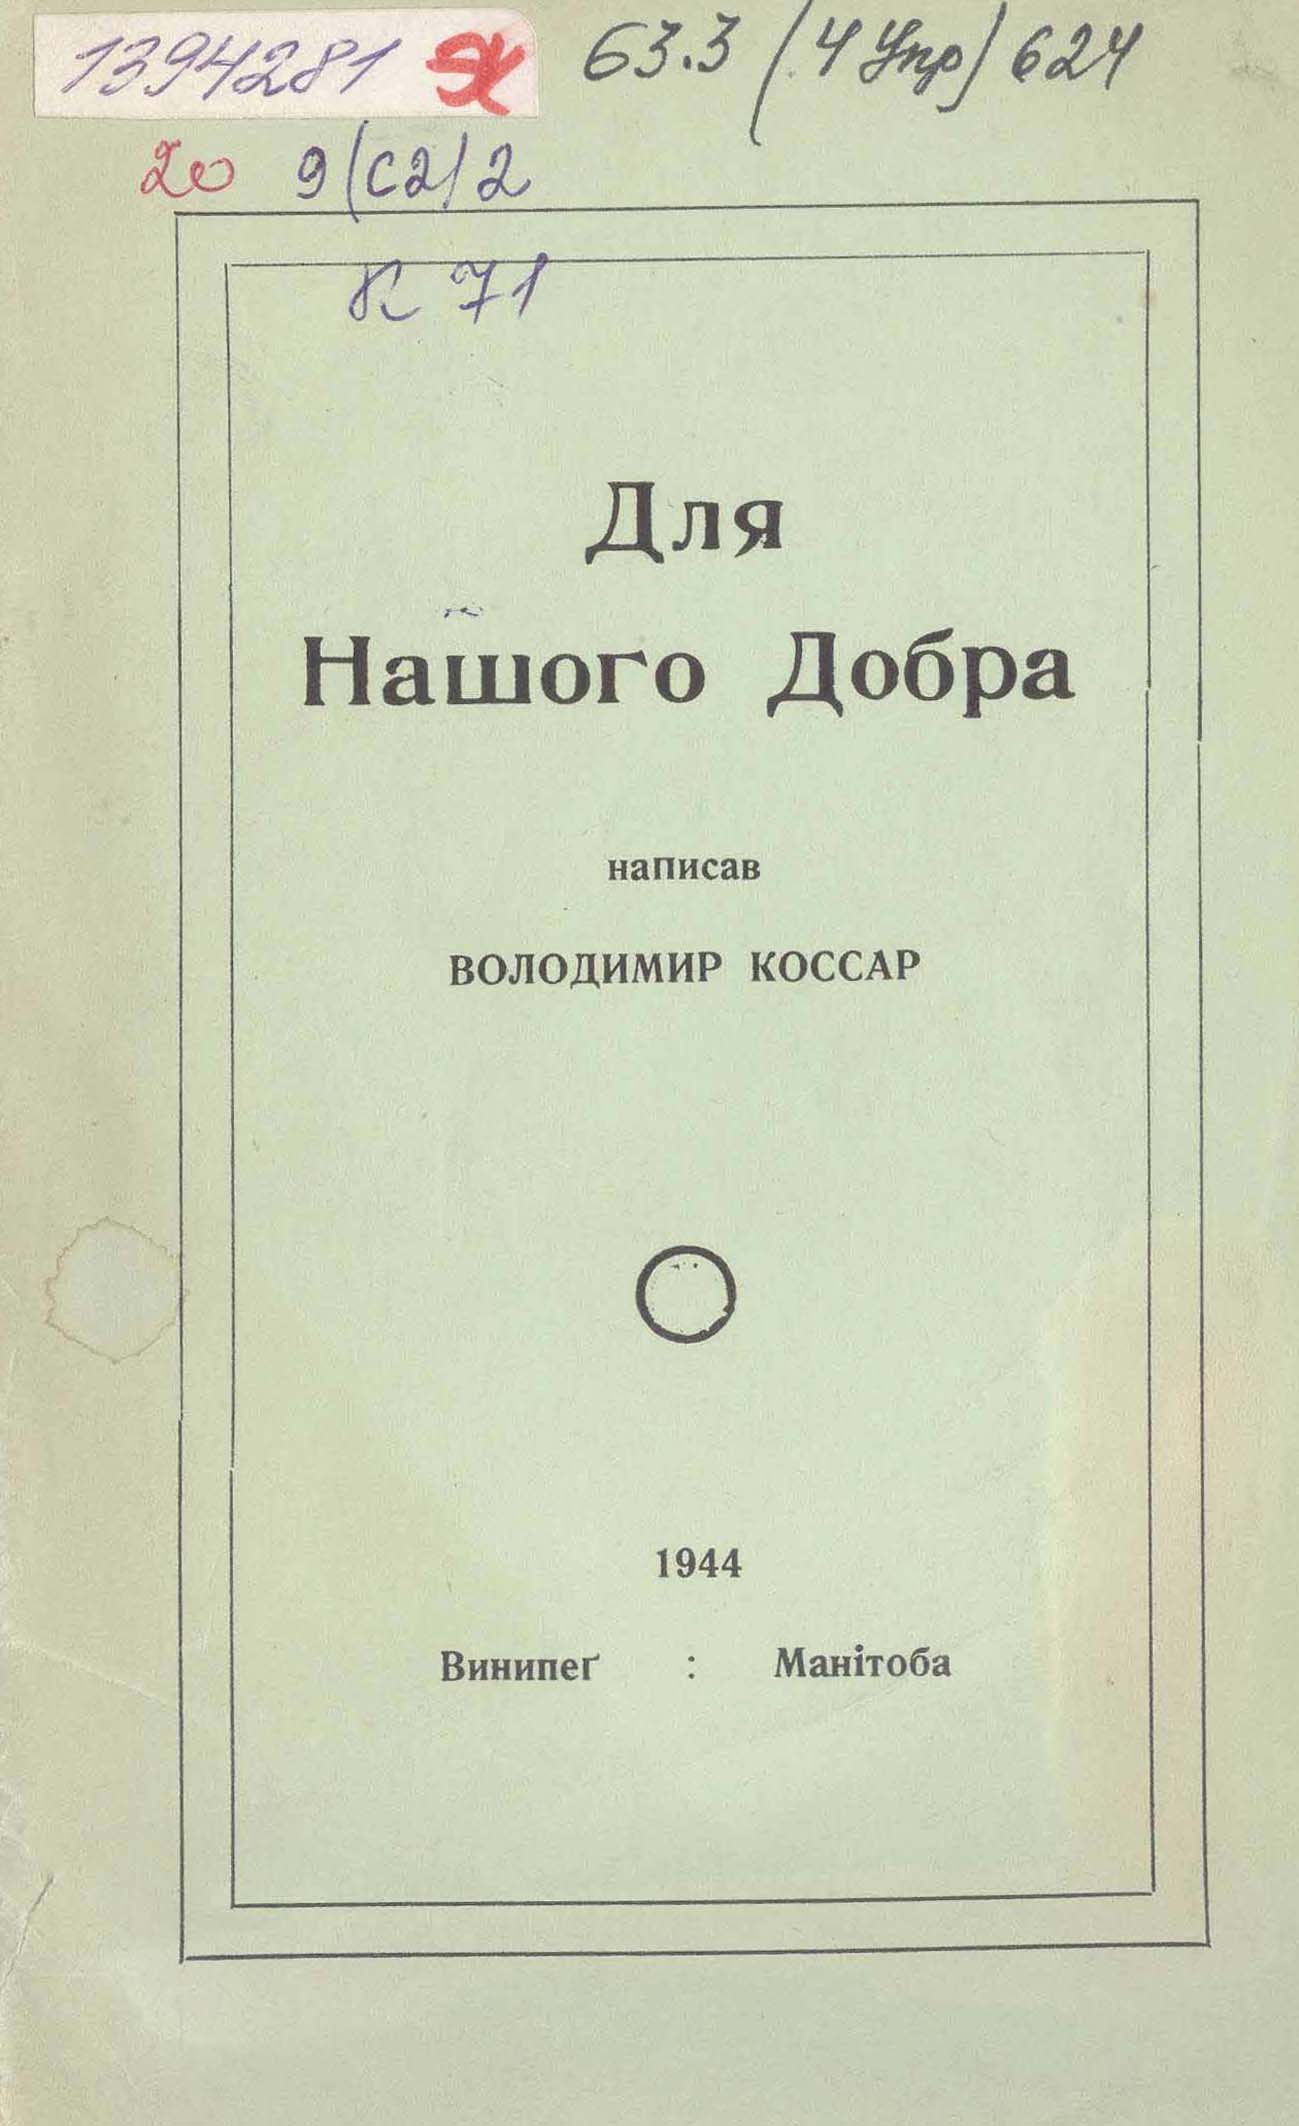 1394281 Ж 63.3 (4 Укр) 624
20 9(С2)2
К 71
Для
Нашого Добра
написав
ВОЛОДИМИР КОССАР
1944
Винипеґ : Манітоба